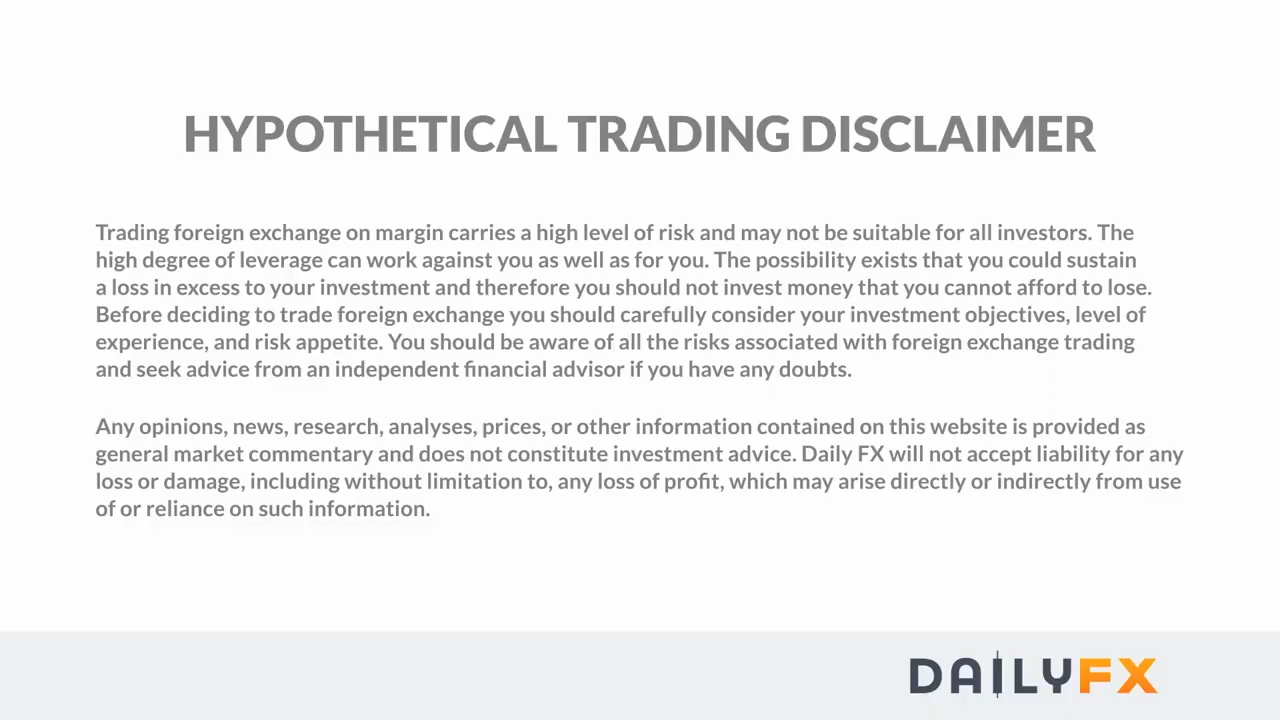 HYPOTHETICAL TRADING DISCLAIMER
Trading foreign exchange on margin carries a high level of risk and may not be suitable for all investors. The
high degree of leverage can work against you as well as for you. The possibility exists that you could sustain
a loss in excess to your investment and therefore you should not invest money that you cannot afford to lose.
Before deciding to trade foreign exchange you should carefully consider your investment objectives, level of
experience, and risk appetite. You should be aware of all the risks associated with foreign exchange trading
and seek advice from an independent financial advisor if you have any doubts.
Any opinions, news, research, analyses, prices, or other information contained on this website is provided as
general market commentary and does not constitute investment advice. Daily FX will not accept liability for any
loss or damage, including without limitation to, any loss of profit, which may arise directly or indirectly from use
of or reliance on such information.
DAILYFX